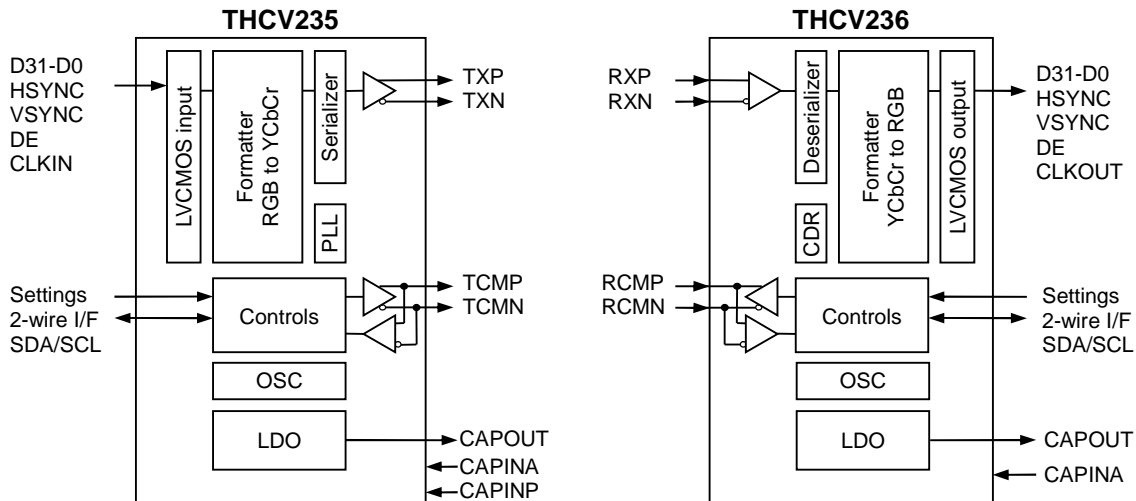 THCV235
D31-D0
HSYNC
VSYNC
DE
CLKIN
LVCMOS input
Formatter
RGB to YCbCr
Serializer
PLL
TXP
TXN
Settings
2-wire I/F
SDA/SCL
Controls
TCMP
TCMN
OSC
LDO
CAPOUT
CAPINA
CAPINP
THCV236
RXP
RXN
Deserializer
CDR
Formatter
YCbCr to RGB
LVCMOS output
D31-D0
HSYNC
VSYNC
DE
CLKOUT
RCMP
RCMN
Controls
Settings
2-wire I/F
SDA/SCL
OSC
LDO
CAPOUT
CAPINA